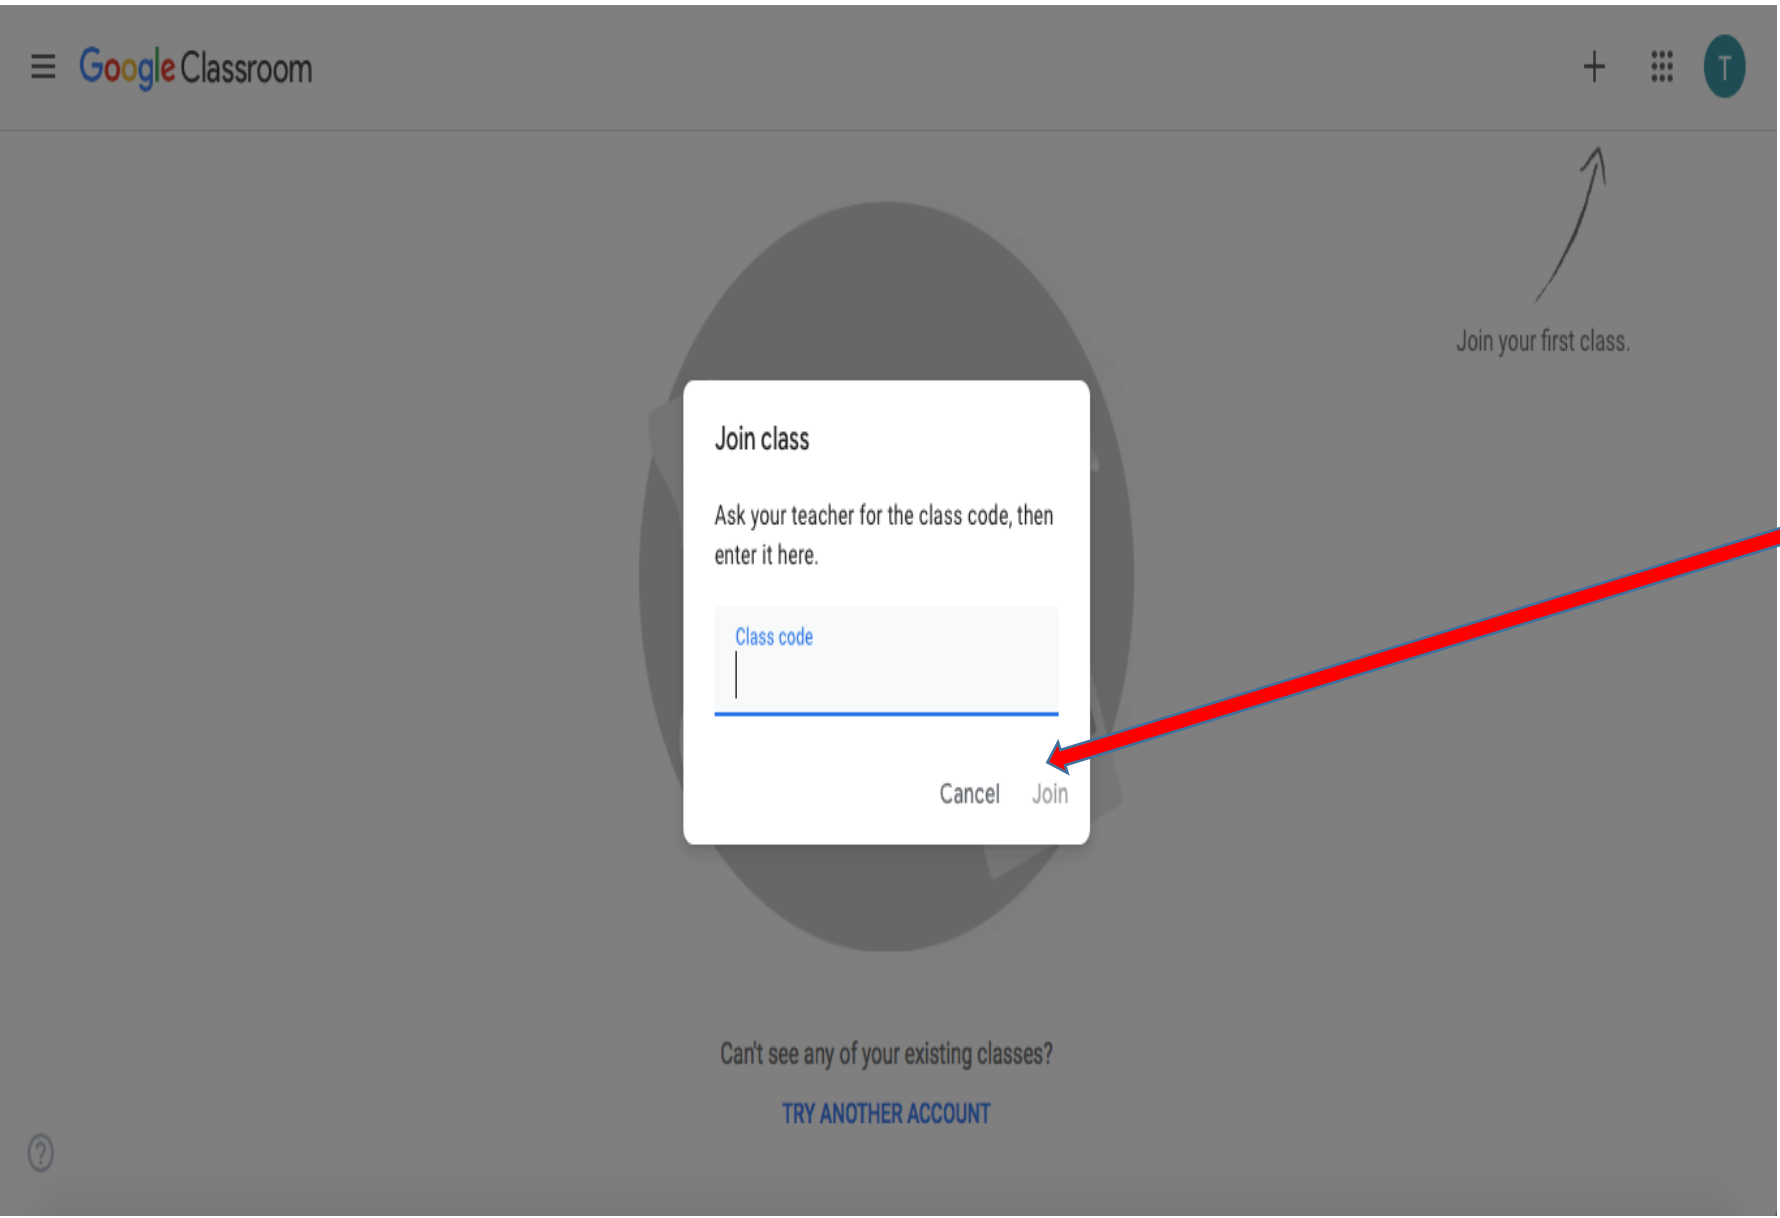 Google Classroom
T
Join your first class.
Join class
Ask your teacher for the class code, then
enter it here.
Class code
Cancel Join
Can't see any of your existing classes?
TRY ANOTHER ACCOUNT
?